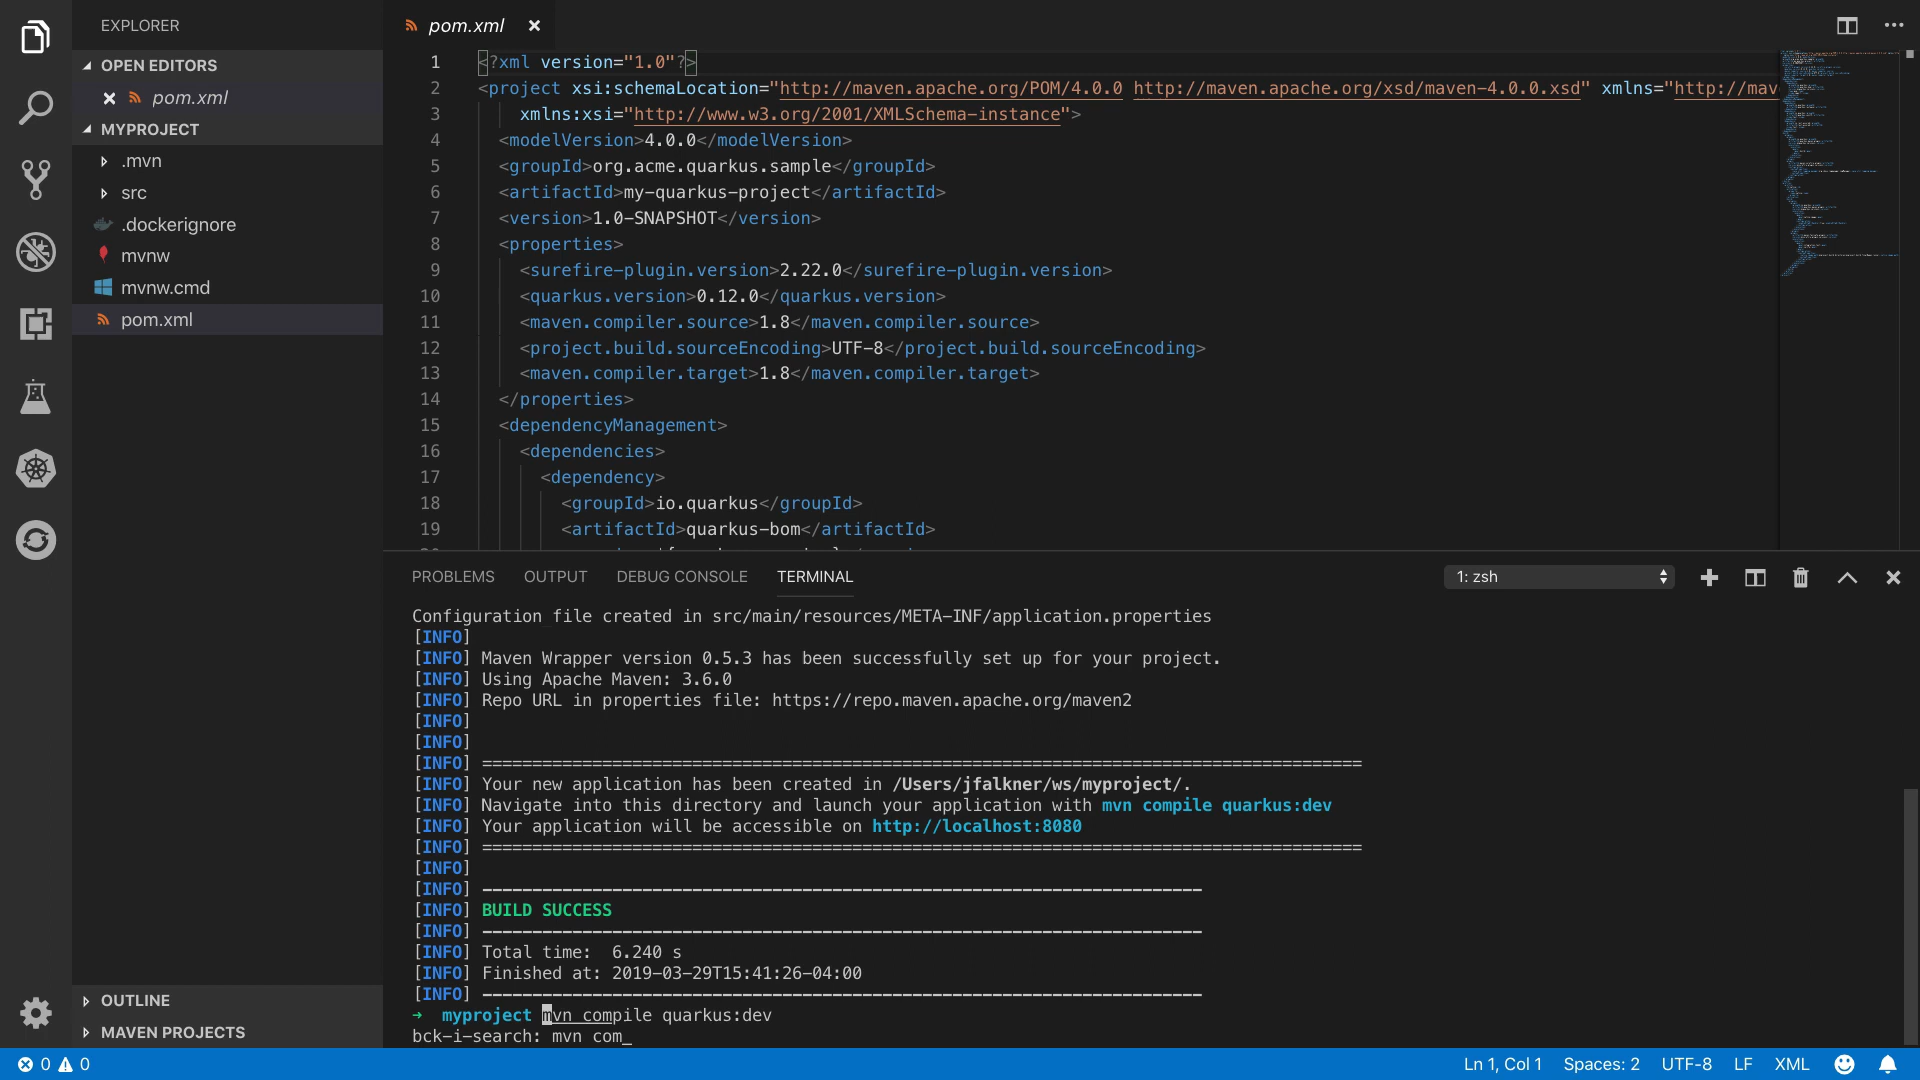 EXPLORER
OPEN EDITORS
pom.xml
MYPROJECT
.mvn
src
.dockerignore
mvnw
mvnw.cmd
pom.xml
OUTLINE
MAVEN PROJECTS
pom.xml
1 <?xml version="1.0"?>
2 <project xsi:schemaLocation="http://maven.apache.org/POM/4.0.0 http://maven.apache.org/xsd/maven-4.0.0.xsd" xmlns="http://mav
3 xmlns:xsi="http://www.w3.org/2001/XMLSchema-instance">
4 <modelVersion>4.0.0</modelVersion>
5 <groupId>org.acme.quarkus.sample</groupId>
6 <artifactId>my-quarkus-project</artifactId>
7 <version>1.0-SNAPSHOT</version>
8 <properties>
9 <surefire-plugin.version>2.22.0</surefire-plugin.version>
10 <quarkus.version>0.12.0</quarkus.version>
11 <maven.compiler.source>1.8</maven.compiler.source>
12 <project.build.sourceEncoding>UTF-8</project.build.sourceEncoding>
13 <maven.compiler.target>1.8</maven.compiler.target>
14 </properties>
15 <dependencyManagement>
16 <dependencies>
17 <dependency>
18 <groupId>io.quarkus</groupId>
19 <artifactId>quarkus-bom</artifactId>
PROBLEMS OUTPUT DEBUG CONSOLE TERMINAL 1: zsh
Configuration file created in src/main/resources/META-INF/application.properties
[INFO]
[INFO] Maven Wrapper version 0.5.3 has been successfully set up for your project.
[INFO] Using Apache Maven: 3.6.0
[INFO] Repo URL in properties file: https://repo.maven.apache.org/maven2
[INFO]
[INFO]
[INFO] ========================================================================================
[INFO] Your new application has been created in /Users/jfalkner/ws/myproject/.
[INFO] Navigate into this directory and launch your application with mvn compile quarkus:dev
[INFO] Your application will be accessible on http://localhost:8080
[INFO] ========================================================================================
[INFO]
[INFO] ------------------------------------------------------------------------
[INFO] BUILD SUCCESS
[INFO] ------------------------------------------------------------------------
[INFO] Total time:  6.240 s
[INFO] Finished at: 2019-03-29T15:41:26-04:00
[INFO] ------------------------------------------------------------------------
➜  myproject mvn compile quarkus:dev
bck-i-search: mvn com_
0 0 Ln 1, Col 1 Spaces: 2 UTF-8 LF XML